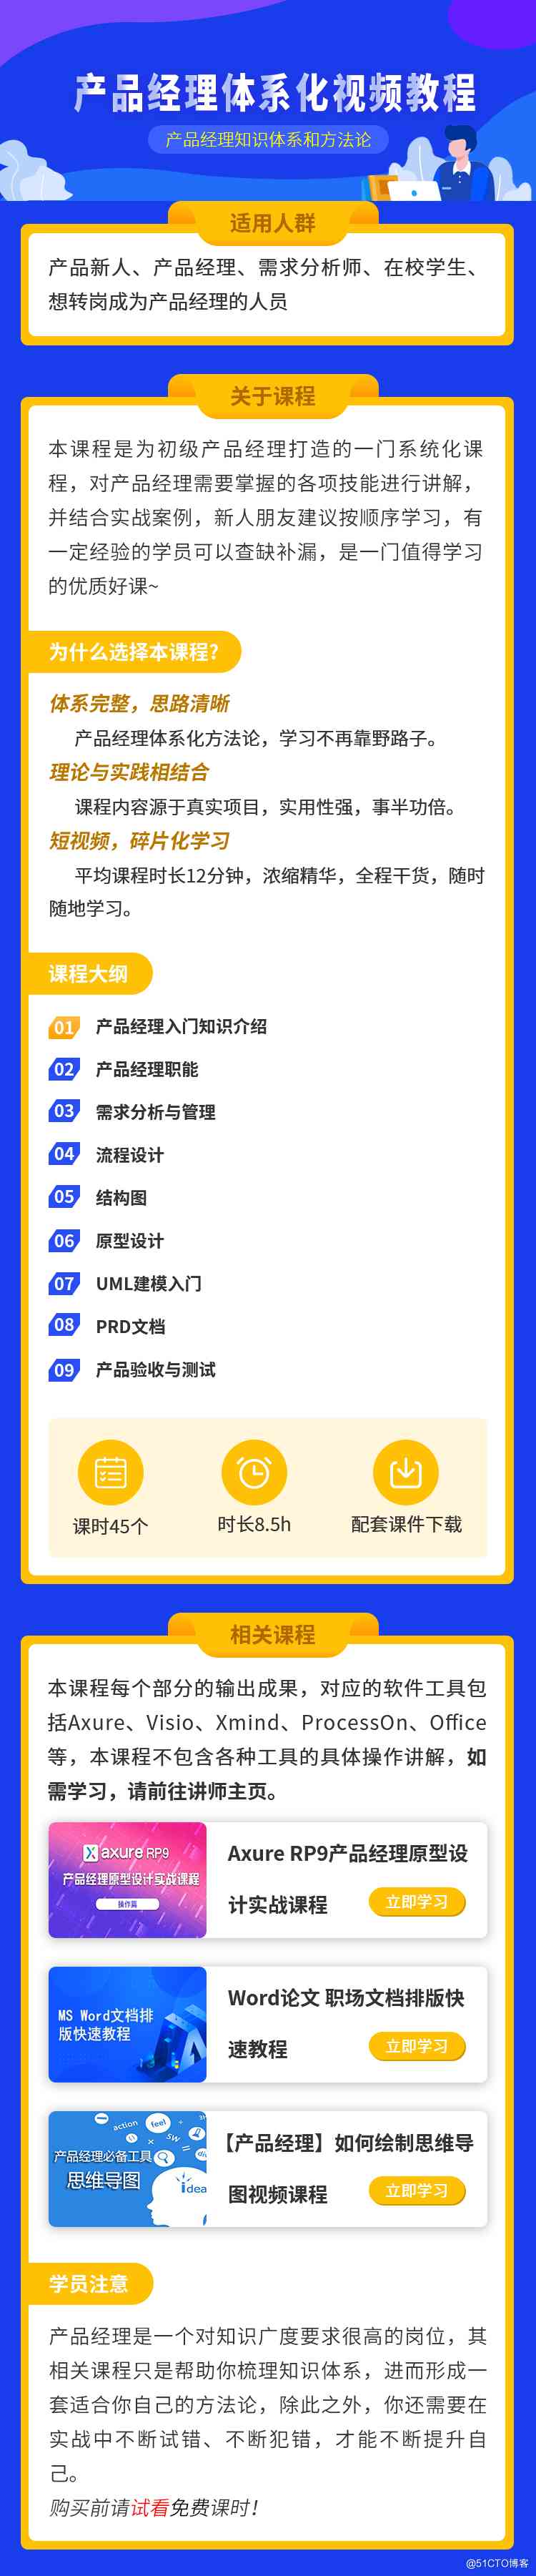 产品经理体系化视频教程
产品经理知识体系和方法论
适用人群
产品新人、产品经理、需求分析师、在校学生、
想转岗成为产品经理的人员
关于课程
本课程是为初级产品经理打造的一门系统化课
程，对产品经理需要掌握的各项技能进行讲解，
并结合实战案例，新人朋友建议按顺序学习，有
一定经验的学员可以查缺补漏，是一门值得学习
的优质好课~
为什么选择本课程?
体系完整，思路清晰
产品经理体系化方法论，学习不再靠野路子。
理论与实践相结合
课程内容源于真实项目，实用性强，事半功倍。
短视频，碎片化学习
平均课程时长12分钟，浓缩精华，全程干货，随时
随地学习。
课程大纲
01 产品经理入门知识介绍
02 产品经理职能
03 需求分析与管理
04 流程设计
05 结构图
06 原型设计
07 UML建模入门
08 PRD文档
09 产品验收与测试
课时45个 时长8.5h 配套课件下载
相关课程
本课程每个部分的输出成果，对应的软件工具包
括Axure、Visio、Xmind、ProcessOn、Office
等，本课程不包含各种工具的具体操作讲解，如
需学习，请前往讲师主页。
axure RP9
产品经理原型设计实战课程
操作篇
Axure RP9产品经理原型设
计实战课程
立即学习
MS Word文档排
版快速教程
Word论文 职场文档排版快
速教程
立即学习
action
feel
5W
idea
产品经理必备工具
思维导图
【产品经理】如何绘制思维导
图视频课程
立即学习
学员注意
产品经理是一个对知识广度要求很高的岗位，其
相关课程只是帮助你梳理知识体系，进而形成一
套适合你自己的方法论，除此之外，你还需要在
实战中不断试错、不断犯错，才能不断提升自
己。
购买前请试看免费课时！
@51CTO博客